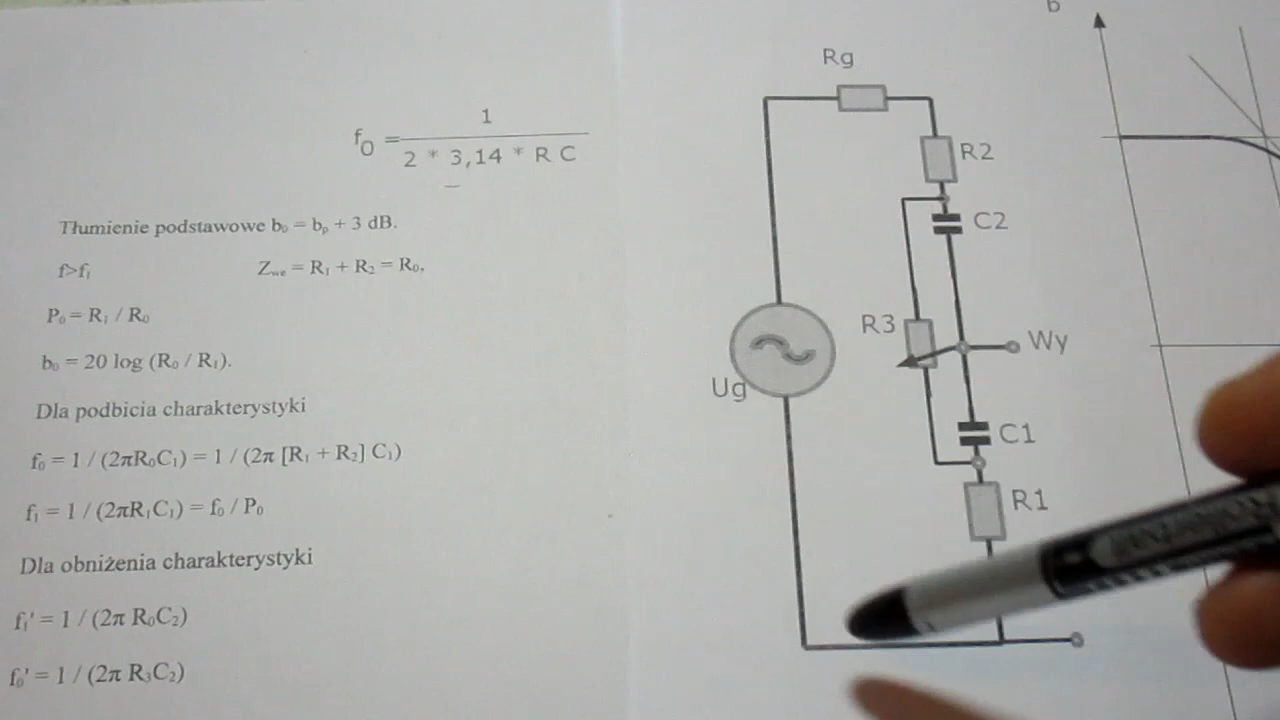 f₀ = 1 / 2 * 3,14 * R C
Tłumienie podstawowe b₀ = bₚ + 3 dB.
f>f₁ Zwe = R₁ + R₂ = R₀,
P₀ = R₁ / R₀
b₀ = 20 log (R₀ / R₁).
Dla podbicia charakterystyki
f₀ = 1 / (2πR₀C₁) = 1 / (2π [R₁ + R₂] C₁)
f₁ = 1 / (2πR₁C₁) = f₀ / P₀
Dla obniżenia charakterystyki
f₁' = 1 / (2π R₀C₂)
f₀' = 1 / (2π R₃C₂)
Rg
R2
C2
R3
Wy
Ug
C1
R1
b